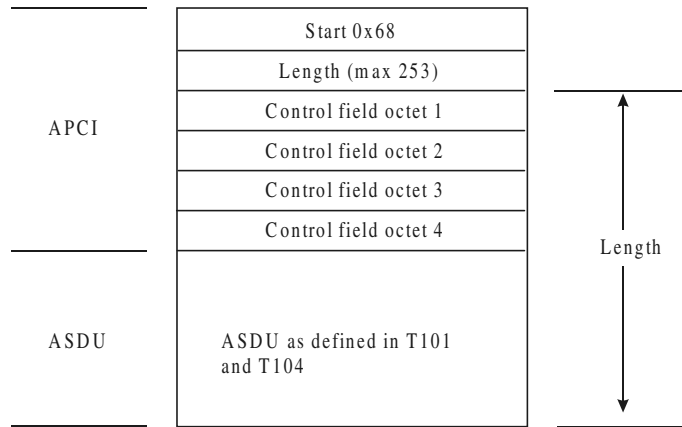 Start 0x68
Length (max 253)
Control field octet 1
APCI
Control field octet 2
Control field octet 3
Control field octet 4
Length
ASDU
ASDU as defined in T101
and T104